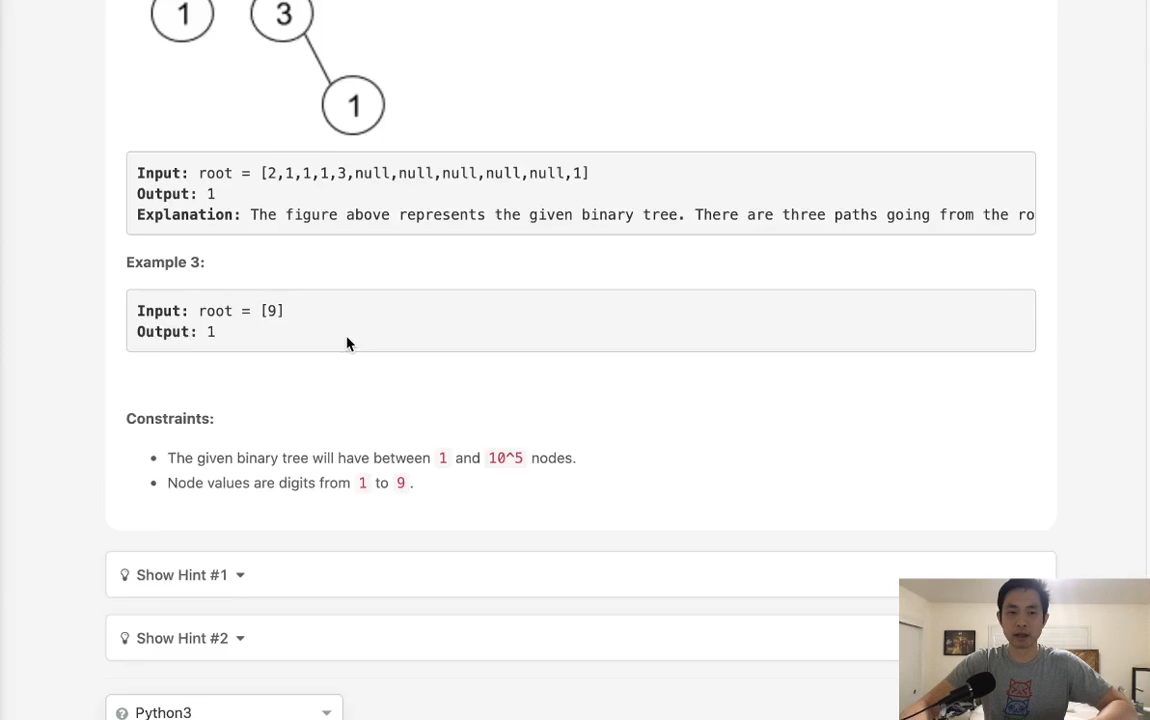 1 3
1
Input: root = [2,1,1,1,3,null,null,null,null,null,1]
Output: 1
Explanation: The figure above represents the given binary tree. There are three paths going from the ro
Example 3:
Input: root = [9]
Output: 1
Constraints:
The given binary tree will have between 1 and 10^5 nodes.
Node values are digits from 1 to 9.
Show Hint #1
Show Hint #2
Python3